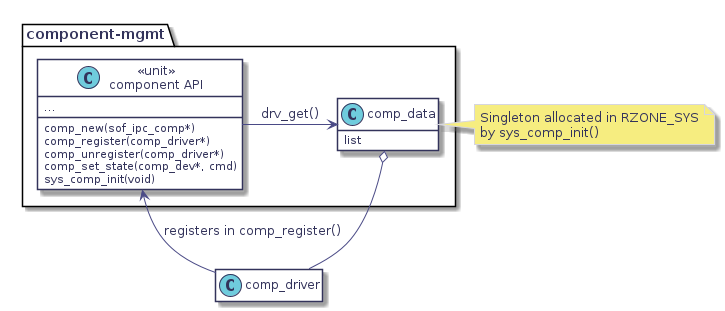 component-mgmt
C
«unit»
component API
...
comp_new(sof_ipc_comp*)
comp_register(comp_driver*)
comp_unregister(comp_driver*)
comp_set_state(comp_dev*, cmd)
sys_comp_init(void)
drv_get()
C comp_data
list
Singleton allocated in RZONE_SYS
by sys_comp_init()
registers in comp_register()
C comp_driver